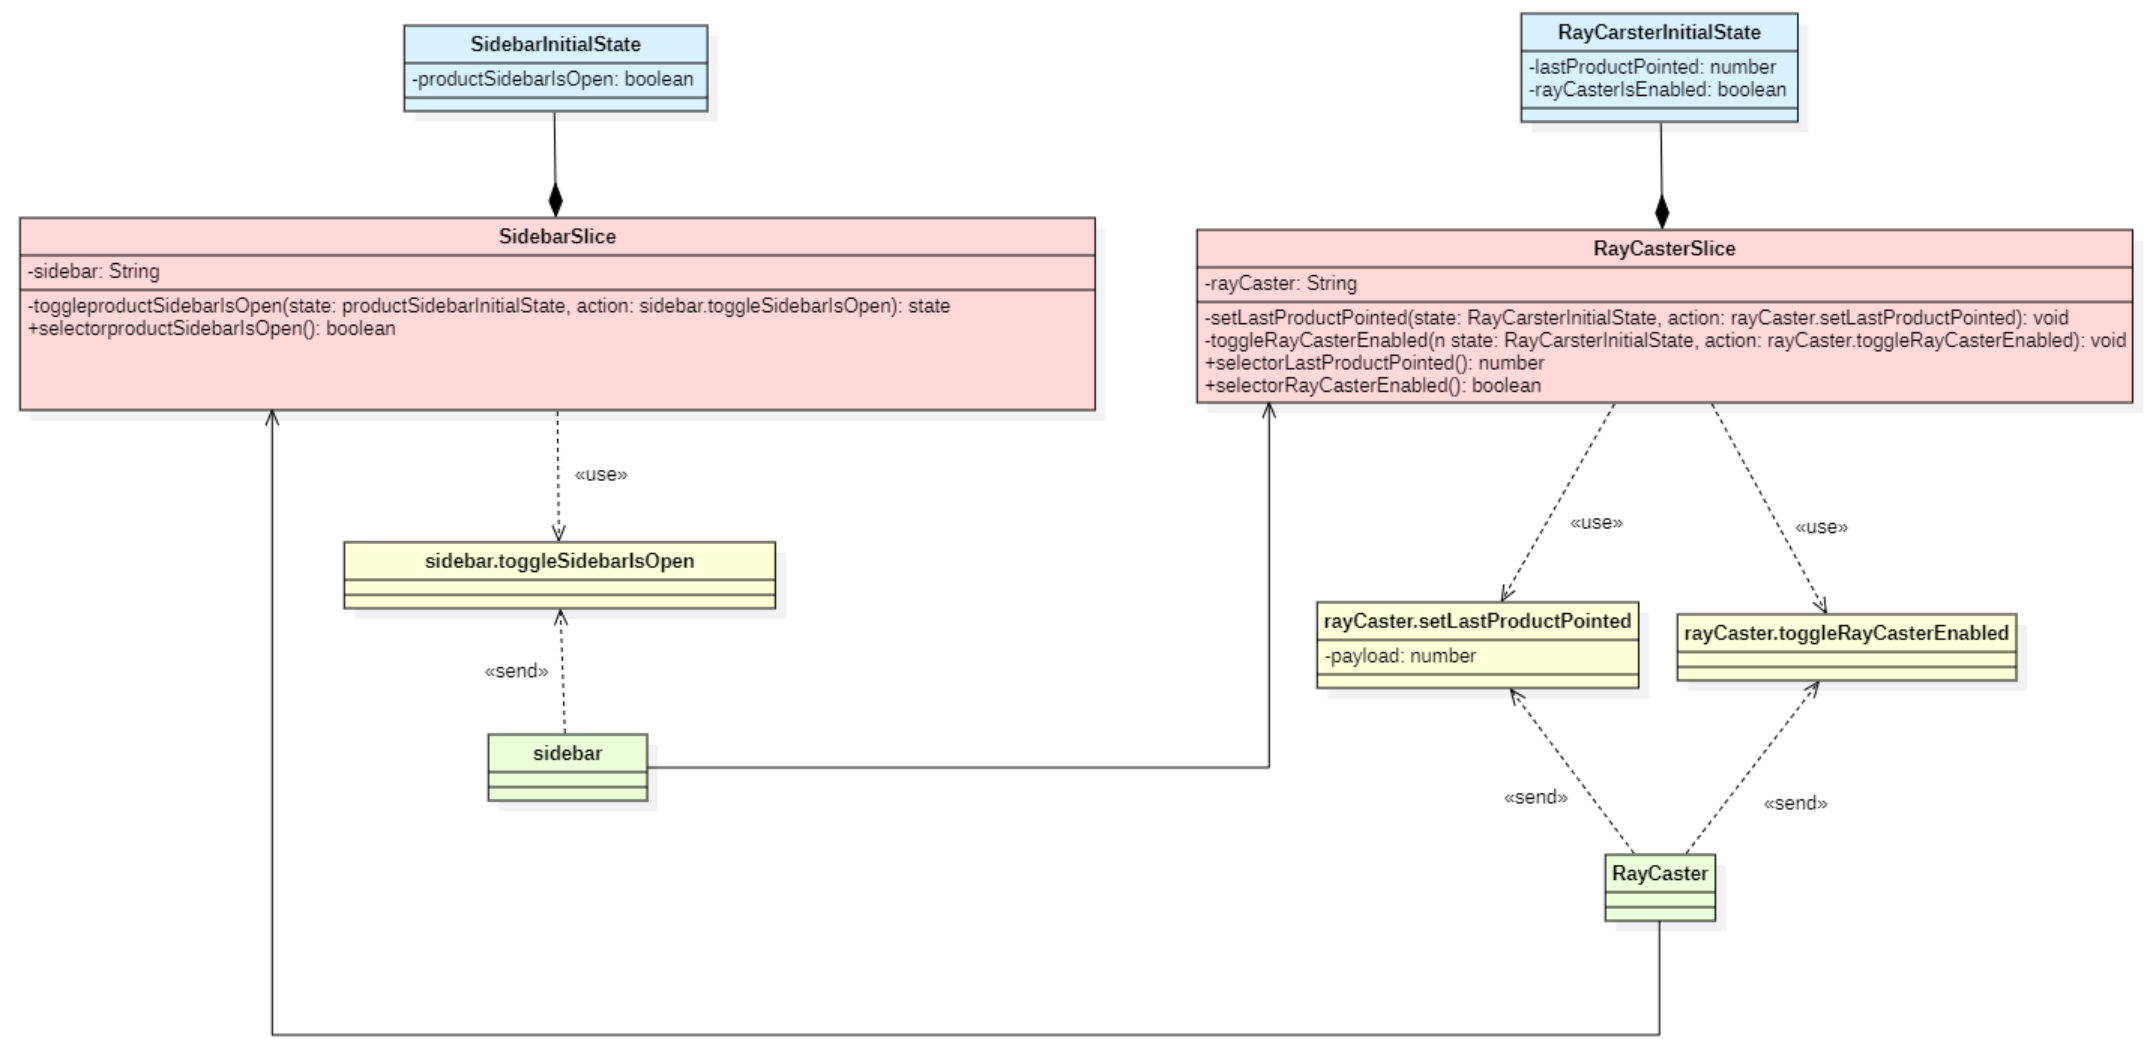 SidebarInitialState
-productSidebarIsOpen: boolean
RayCarsterInitialState
-lastProductPointed: number
-rayCasterIsEnabled: boolean
SidebarSlice
-sidebar: String
-toggleproductSidebarIsOpen(state: productSidebarInitialState, action: sidebar.toggleSidebarIsOpen): state
+selectorproductSidebarIsOpen(): boolean
RayCasterSlice
-rayCaster: String
-setLastProductPointed(state: RayCarsterInitialState, action: rayCaster.setLastProductPointed): void
-toggleRayCasterEnabled(n state: RayCarsterInitialState, action: rayCaster.toggleRayCasterEnabled): void
+selectorLastProductPointed(): number
+selectorRayCasterEnabled(): boolean
«use»
«use»
«use»
sidebar.toggleSidebarIsOpen
rayCaster.setLastProductPointed
-payload: number
rayCaster.toggleRayCasterEnabled
«send»
sidebar
«send»
«send»
RayCaster